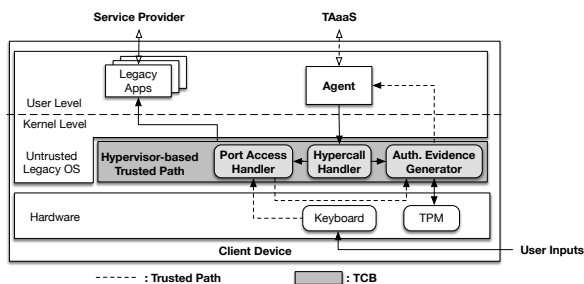 Service Provider
TAaaS
Legacy
Apps
Agent
User Level
Kernel Level
Untrusted
Legacy OS
Hypervisor-based
Trusted Path
Port Access
Handler
Hypercall
Handler
Auth. Evidence
Generator
Hardware
Keyboard
TPM
Client Device
User Inputs
: Trusted Path
: TCB